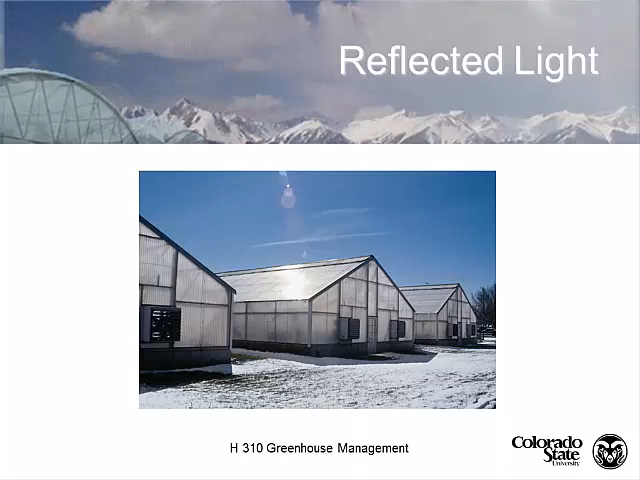 Reflected Light
H 310 Greenhouse Management
Colorado
State
University